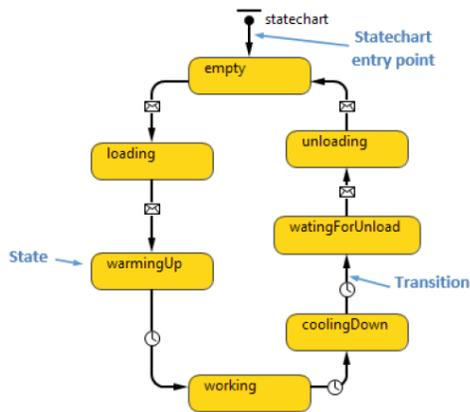 statechart
Statechart
entry point
empty
loading
unloading
watingForUnload
State
warmingUp
Transition
coolingDown
working